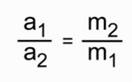 a₁/a₂ = m₂/m₁